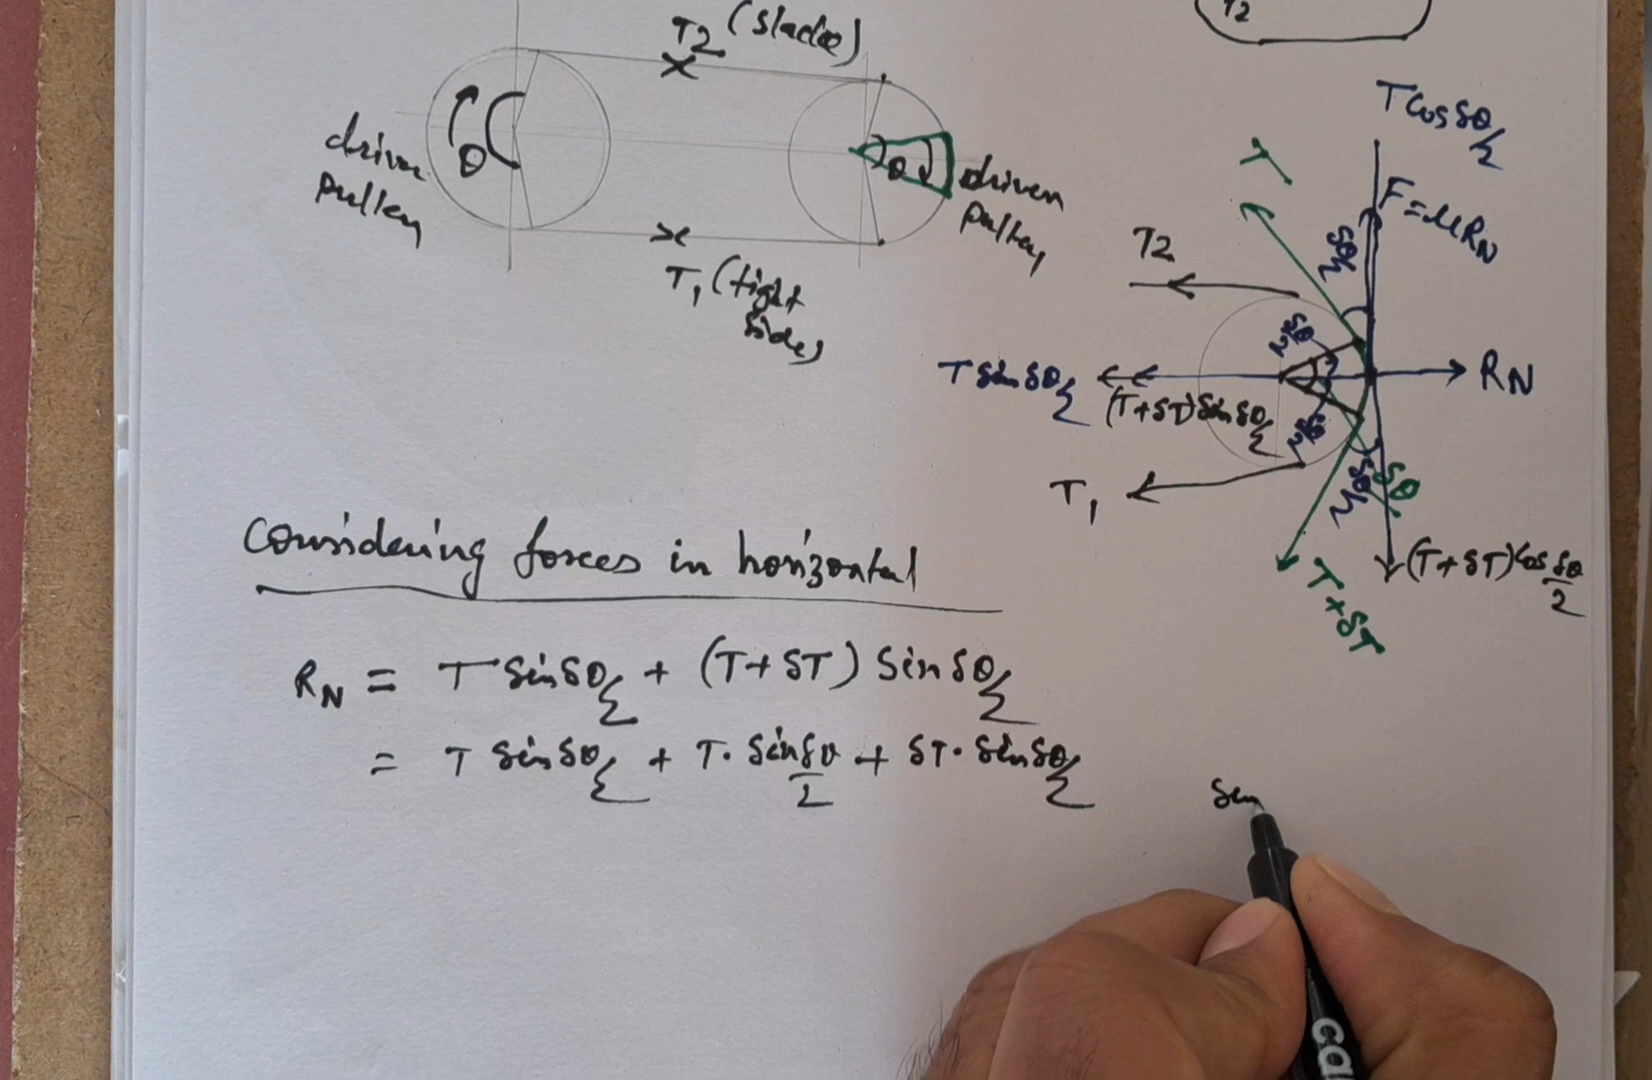 T2
T2 (slack)
T cos δθ/2
driver pulley
θ
θ
driven pulley
F = μRN
δθ/2
T2
T
T1 (tight side)
δθ/2
T sin δθ/2
RN
(T+δT) sin δθ/2
δθ/2
δθ/2
δθ
T1
(T+δT) cos δθ/2
T+δT
Considering forces in horizontal
RN = T sin δθ/2 + (T+δT) sin δθ/2
= T sin δθ/2 + T. sin δθ/2 + δT. sin δθ/2
ca